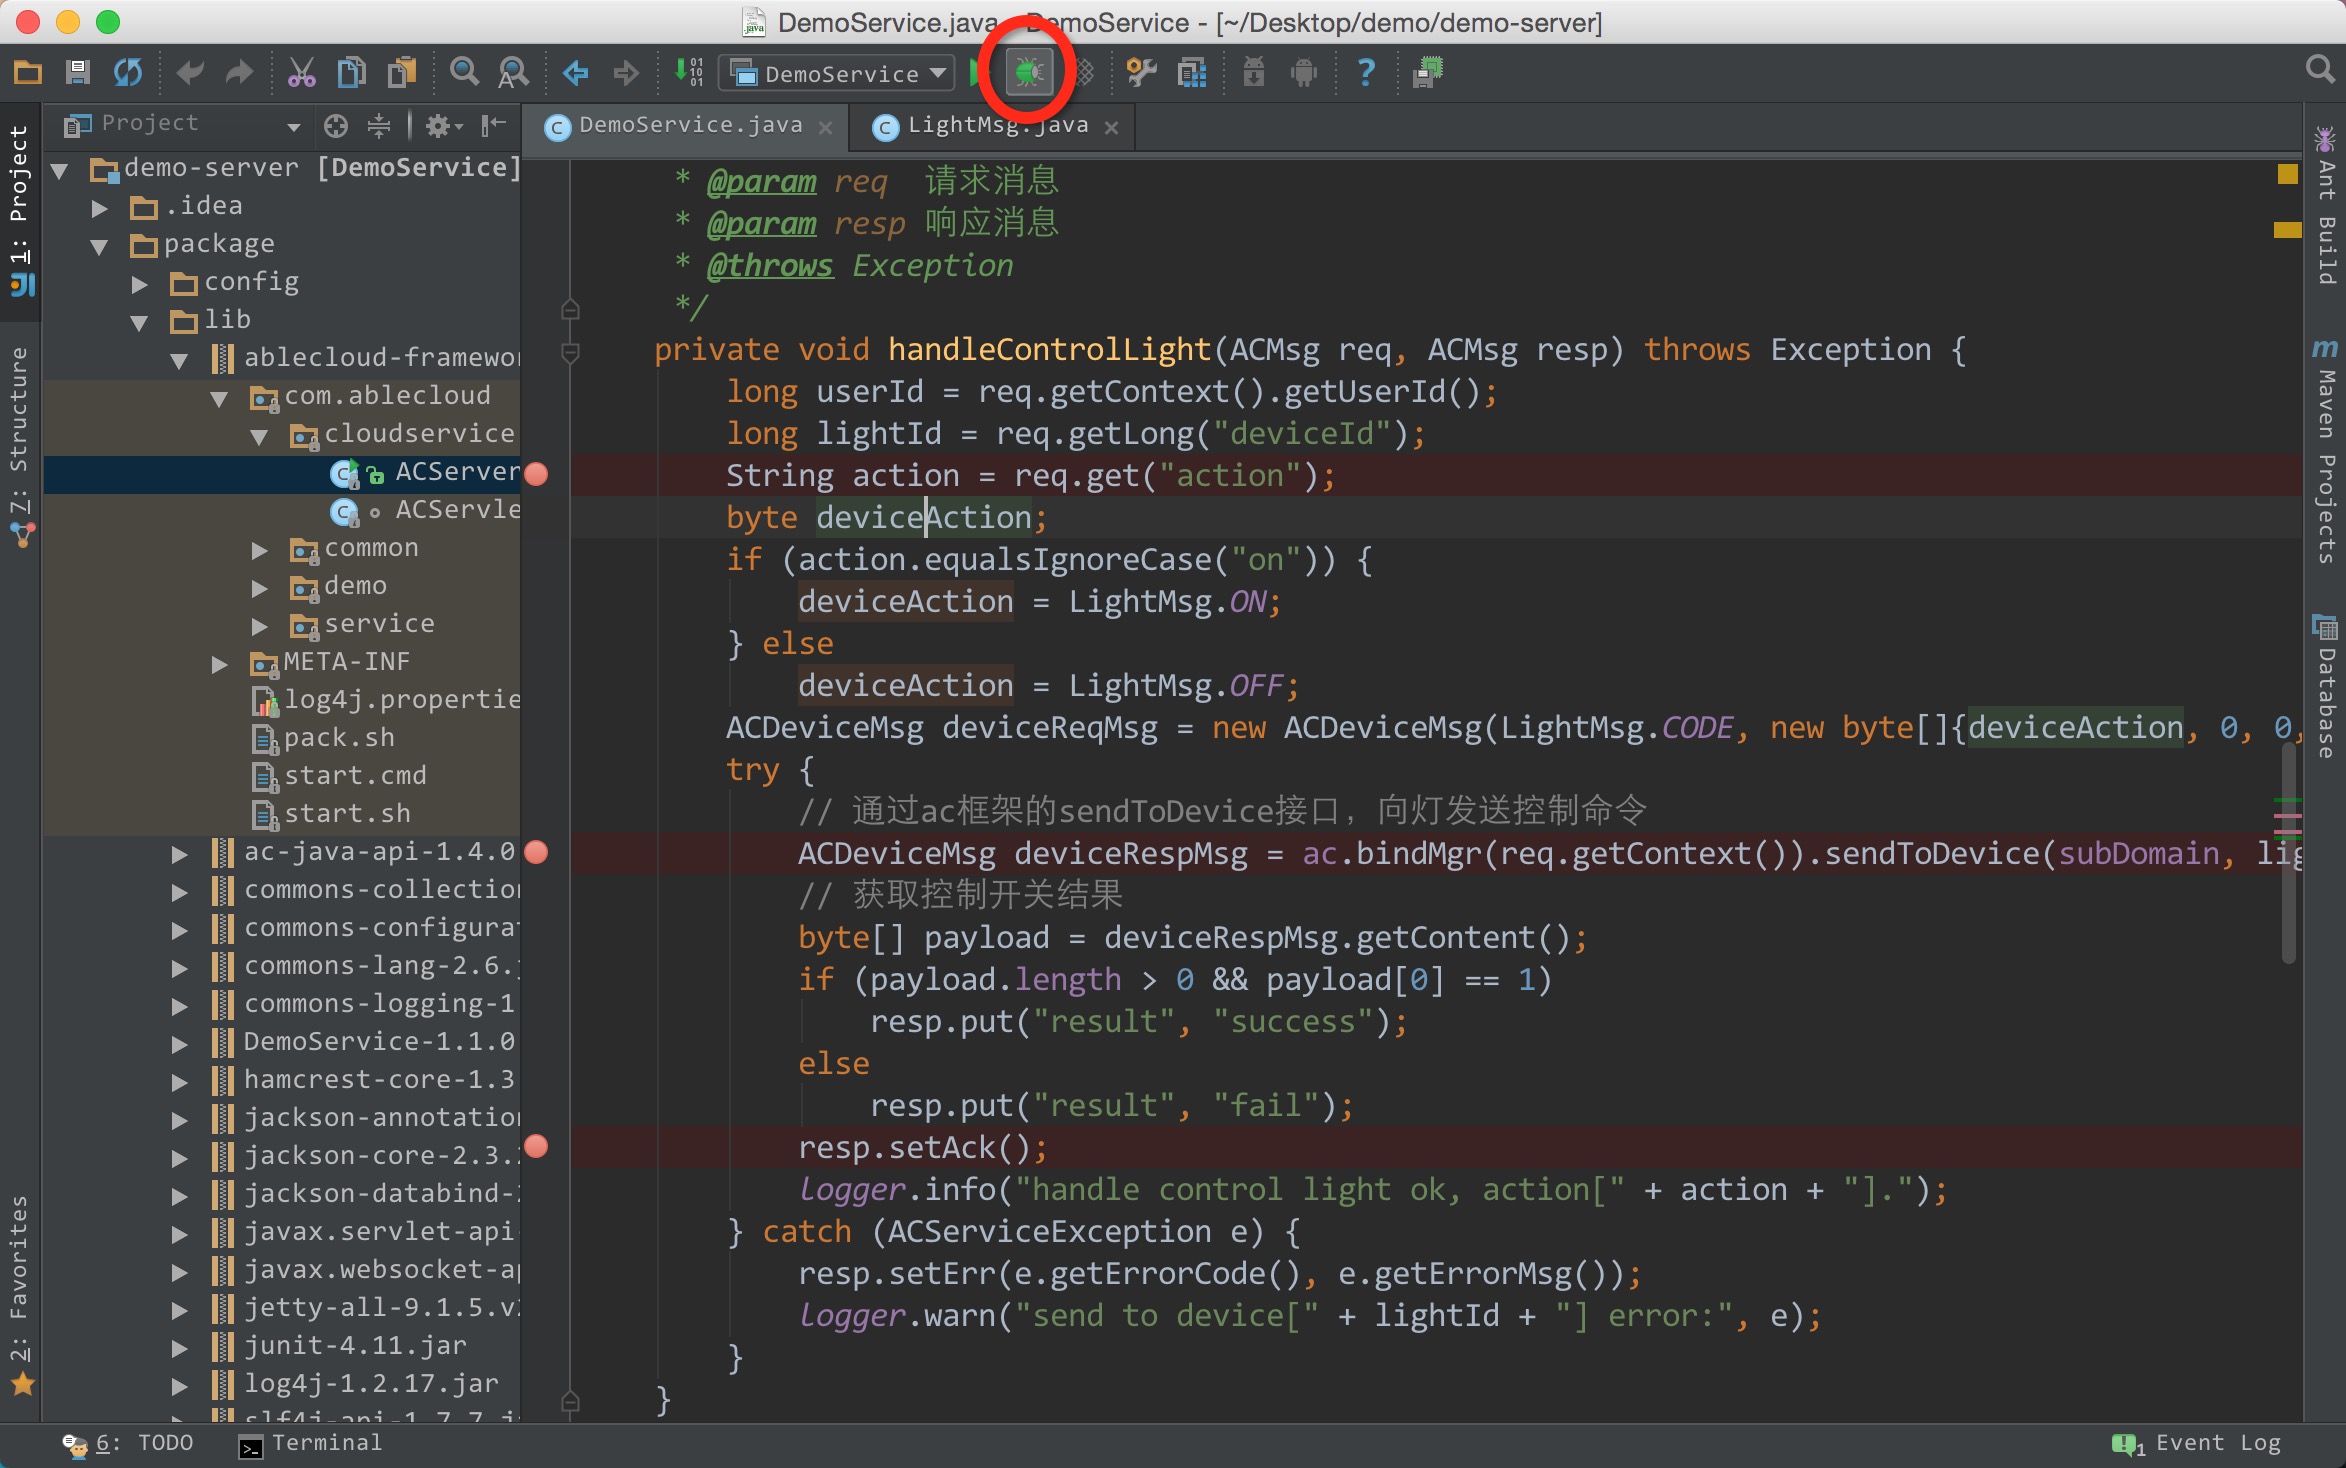 DemoService.java - DemoService - [~/Desktop/demo/demo-server]
DemoService
Project
DemoService.java
LightMsg.java
1: Project
7: Structure
2: Favorites
demo-server [DemoService]
.idea
package
config
lib
ablecloud-framewor
com.ablecloud
cloudservice
ACServer
ACServle
common
demo
service
META-INF
log4j.propertie
pack.sh
start.cmd
start.sh
ac-java-api-1.4.0
commons-collection
commons-configurat
commons-lang-2.6.j
commons-logging-1
DemoService-1.1.0
hamcrest-core-1.3
jackson-annotation
jackson-core-2.3.
jackson-databind-2
javax.servlet-api-
javax.websocket-ap
jetty-all-9.1.5.v2
junit-4.11.jar
log4j-1.2.17.jar
slf4j-api-1.7.7.j
* @param req 请求消息
* @param resp 响应消息
* @throws Exception
*/
private void handleControlLight(ACMsg req, ACMsg resp) throws Exception {
long userId = req.getContext().getUserId();
long lightId = req.getLong("deviceId");
String action = req.get("action");
byte deviceAction;
if (action.equalsIgnoreCase("on")) {
deviceAction = LightMsg.ON;
} else
deviceAction = LightMsg.OFF;
ACDeviceMsg deviceReqMsg = new ACDeviceMsg(LightMsg.CODE, new byte[]{deviceAction, 0, 0,
try {
// 通过ac框架的sendToDevice接口，向灯发送控制命令
ACDeviceMsg deviceRespMsg = ac.bindMgr(req.getContext()).sendToDevice(subDomain, lig
// 获取控制开关结果
byte[] payload = deviceRespMsg.getContent();
if (payload.length > 0 && payload[0] == 1)
resp.put("result", "success");
else
resp.put("result", "fail");
resp.setAck();
logger.info("handle control light ok, action[" + action + "].");
} catch (ACServiceException e) {
resp.setErr(e.getErrorCode(), e.getErrorMsg());
logger.warn("send to device[" + lightId + "] error:", e);
}
}
Ant Build
Maven Projects
Database
6: TODO
Terminal
1 Event Log